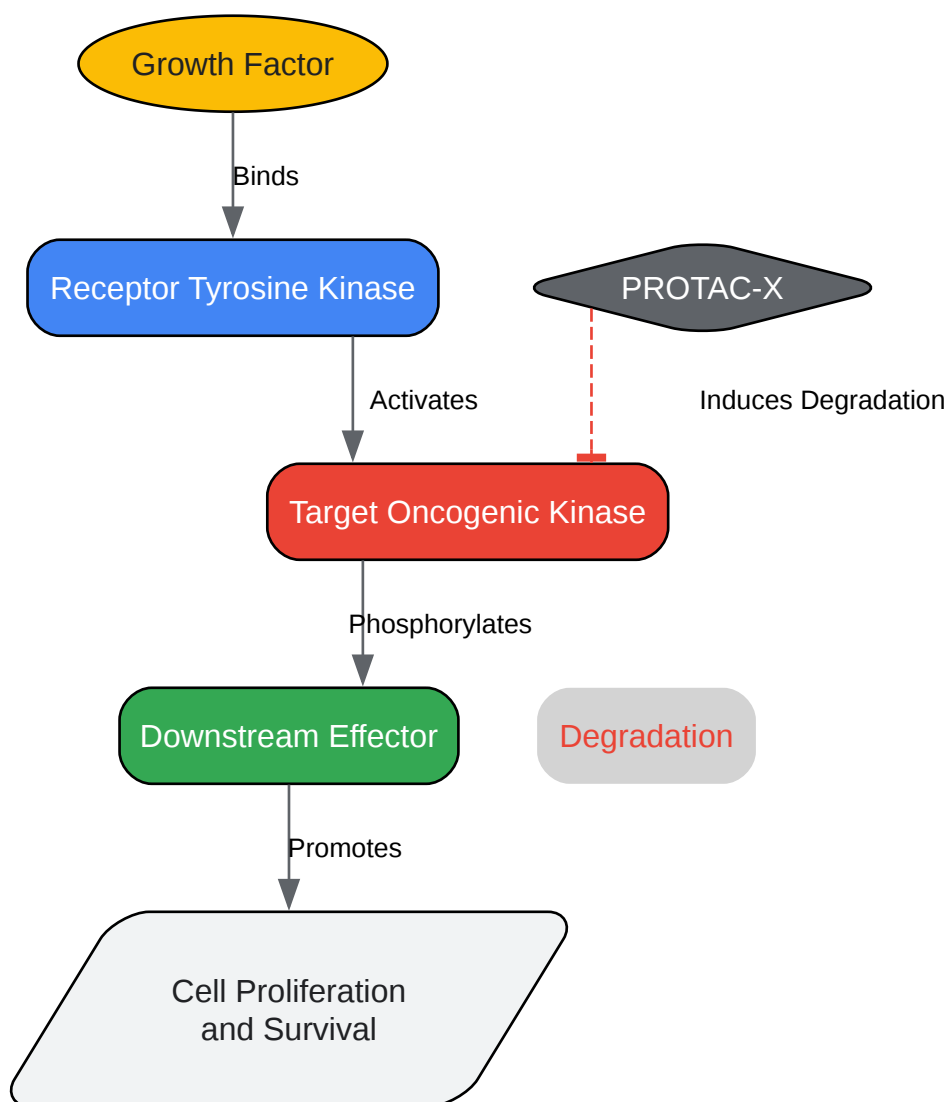 Growth Factor
Binds
Receptor Tyrosine Kinase
PROTAC-X
Activates
Induces Degradation
Target Oncogenic Kinase
Phosphorylates
Downstream Effector
Degradation
Promotes
Cell Proliferation
and Survival